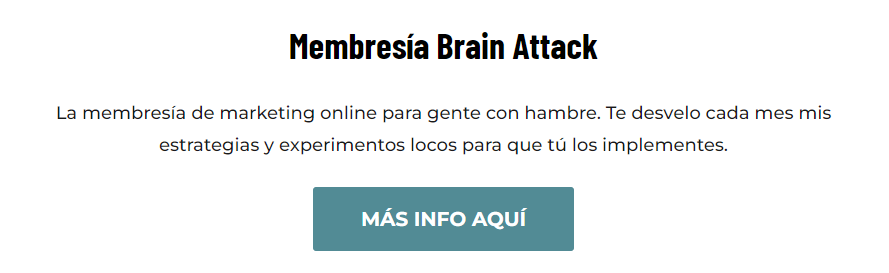 Membresía Brain Attack
La membresía de marketing online para gente con hambre. Te desvelo cada mes mis
estrategias y experimentos locos para que tú los implementes.
MÁS INFO AQUÍ